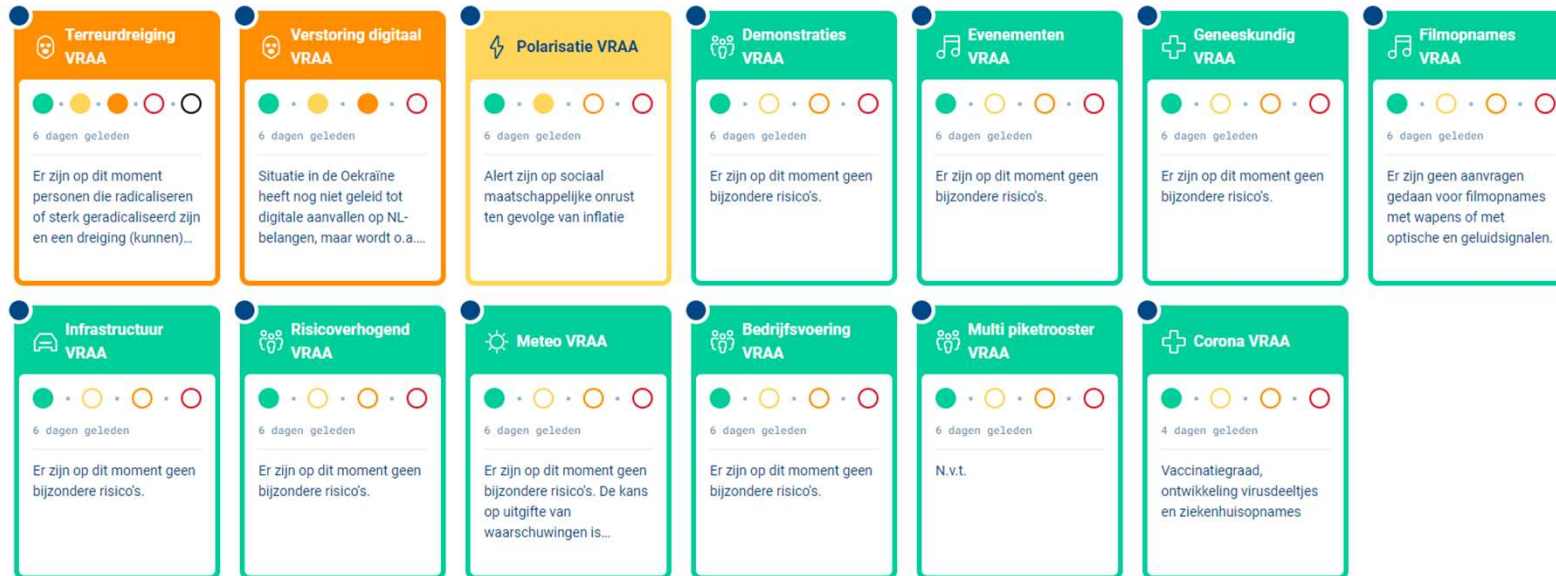 Terreurdreiging
VRAA
6 dagen geleden
Er zijn op dit moment
personen die radicaliseren
of sterk geradicaliseerd zijn
en een dreiging (kunnen)...
Verstoring digitaal
VRAA
6 dagen geleden
Situatie in de Oekraïne
heeft nog niet geleid tot
digitale aanvallen op NL-
belangen, maar wordt o.a....
Polarisatie VRAA
6 dagen geleden
Alert zijn op sociaal
maatschappelijke onrust
ten gevolge van inflatie
Demonstraties
VRAA
6 dagen geleden
Er zijn op dit moment geen
bijzondere risico's.
Evenementen
VRAA
6 dagen geleden
Er zijn op dit moment geen
bijzondere risico's.
Geneeskundig
VRAA
6 dagen geleden
Er zijn op dit moment geen
bijzondere risico's.
Filmopnames
VRAA
6 dagen geleden
Er zijn geen aanvragen
gedaan voor filmopnames
met wapens of met
optische en geluidsignalen.
Infrastructuur
VRAA
6 dagen geleden
Er zijn op dit moment geen
bijzondere risico's.
Risicoverhogend
VRAA
6 dagen geleden
Er zijn op dit moment geen
bijzondere risico's.
Meteo VRAA
6 dagen geleden
Er zijn op dit moment geen
bijzondere risico's. De kans
op uitgifte van
waarschuwingen is...
Bedrijfsvoering
VRAA
6 dagen geleden
Er zijn op dit moment geen
bijzondere risico's.
Multi piketrooster
VRAA
6 dagen geleden
N.v.t.
Corona VRAA
4 dagen geleden
Vaccinatiegraad,
ontwikkeling virusdeeltjes
en ziekenhuisopnames